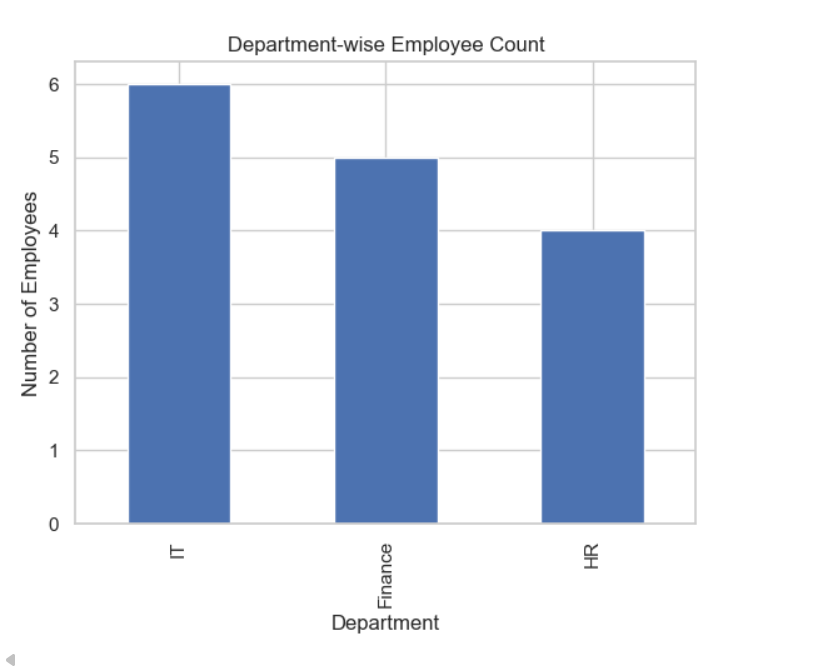 Department-wise Employee Count
Number of Employees
6
5
4
3
2
1
0
IT
Finance
HR
Department